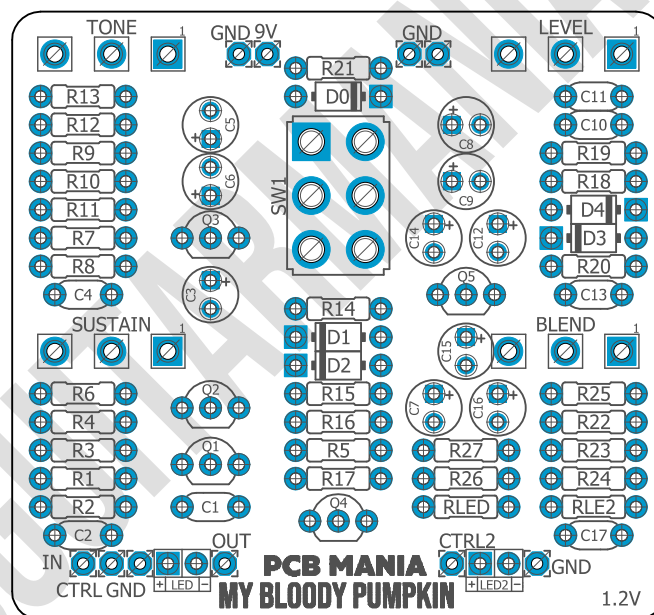 TONE 1 GND 9V GND LEVEL 1
R21
R13 D0 C11
R12 C5 + C8 + C10
R9 R19
R10 C6 + SW1 C9 + R18
R11 D4
R7 Q3 C14 + C12 + D3
R8 Q5 R20
C4 C3 + C13
R14
SUSTAIN 1 D1 C15 + BLEND 1
D2
R6 R15 C7 + C16 + R25
R4 Q2 R16 R22
R3 R5 R27 R23
R1 Q1 R17 R26 R24
R2 C1 RLED RLE2
C2 Q4 C17
IN OUT CTRL2
CTRL GND + LED - PCB MANIA + LED2 - GND
MY BLOODY PUMPKIN 1.2V
GUITARMANIA